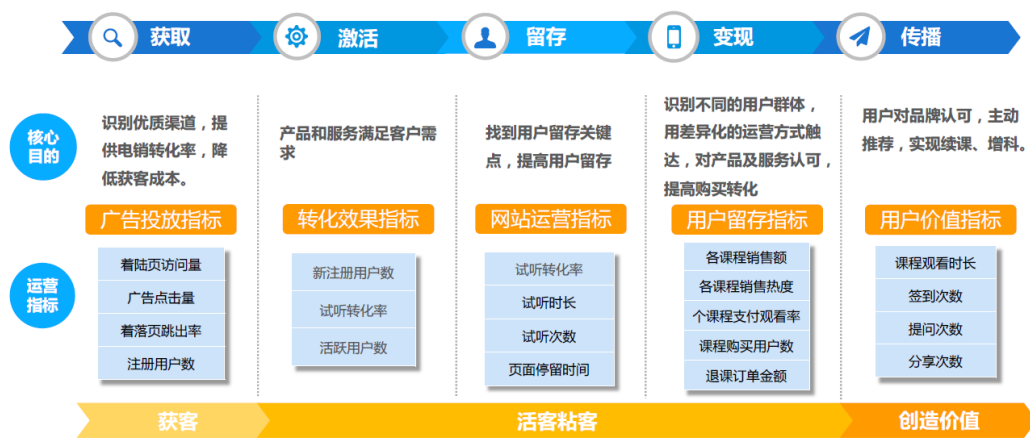 获取
激活
留存
变现
传播
核心
目的
识别优质渠道，提
供电销转化率，降
低获客成本。
产品和服务满足客户需
求
找到用户留存关键
点，提高用户留存
识别不同的用户群体，
用差异化的运营方式触
达，对产品及服务认可，
提高购买转化
用户对品牌认可，主动
推荐，实现续课、增科。
广告投放指标
转化效果指标
网站运营指标
用户留存指标
用户价值指标
运营
指标
着陆页访问量
广告点击量
着落页跳出率
注册用户数
新注册用户数
试听转化率
活跃用户数
试听转化率
试听时长
试听次数
页面停留时间
各课程销售额
各课程销售热度
个课程支付观看率
课程购买用户数
退课订单金额
课程观看时长
签到次数
提问次数
分享次数
获客
活客粘客
创造价值